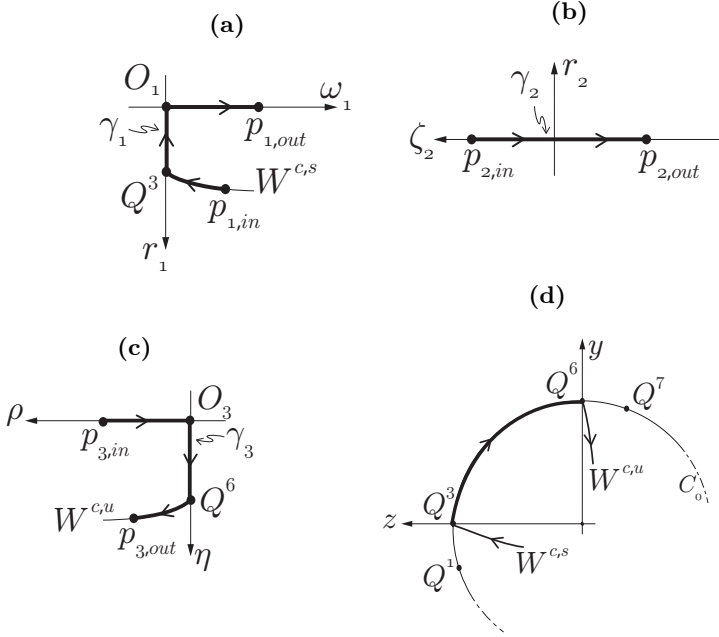 (a)
O₁
ω₁
γ₁
p₁,out
Q³
W^{c,s}
p₁,in
r₁
(b)
r₂
γ₂
ζ₂
p₂,in
p₂,out
(c)
ρ
O₃
p₃,in
γ₃
W^{c,u}
Q⁶
p₃,out
η
(d)
y
Q⁶
Q⁷
W^{c,u}
C₀
Q³
z
W^{c,s}
Q¹